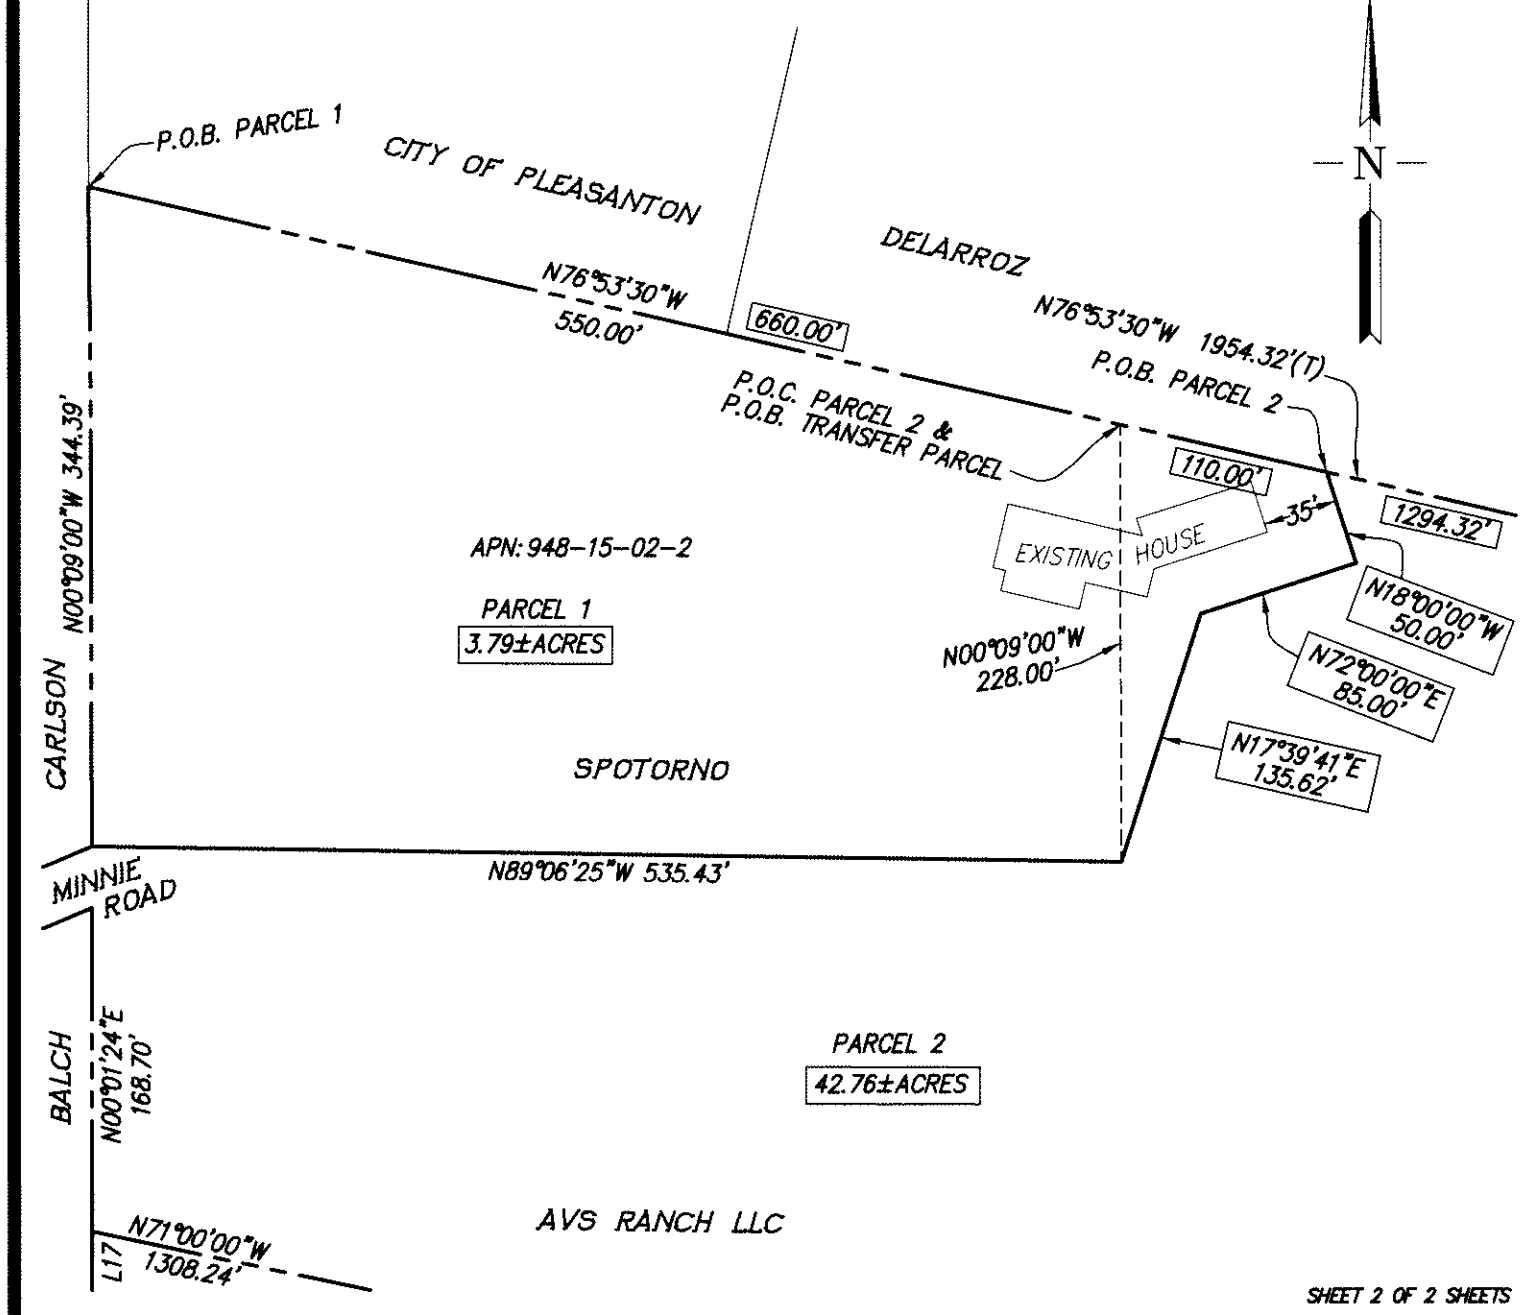 P.O.B. PARCEL 1
CITY OF PLEASANTON
N
DELARROZ
N76°53'30"W
550.00'
660.00'
N76°53'30"W 1954.32'(T)
P.O.B. PARCEL 2
P.O.C. PARCEL 2 &
P.O.B. TRANSFER PARCEL
110.00'
1294.32'
35'
EXISTING HOUSE
N00°09'00"W 344.39'
CARLSON
APN: 948-15-02-2
PARCEL 1
3.79±ACRES
N00°09'00"W
228.00'
N18°00'00"W
50.00'
N72°00'00"E
85.00'
N17°39'41"E
135.62'
SPOTORNO
N89°06'25"W 535.43'
MINNIE
ROAD
BALCH
N00°01'24"E
168.70'
PARCEL 2
42.76±ACRES
AVS RANCH LLC
N71°00'00"W
1308.24'
L17
SHEET 2 OF 2 SHEETS